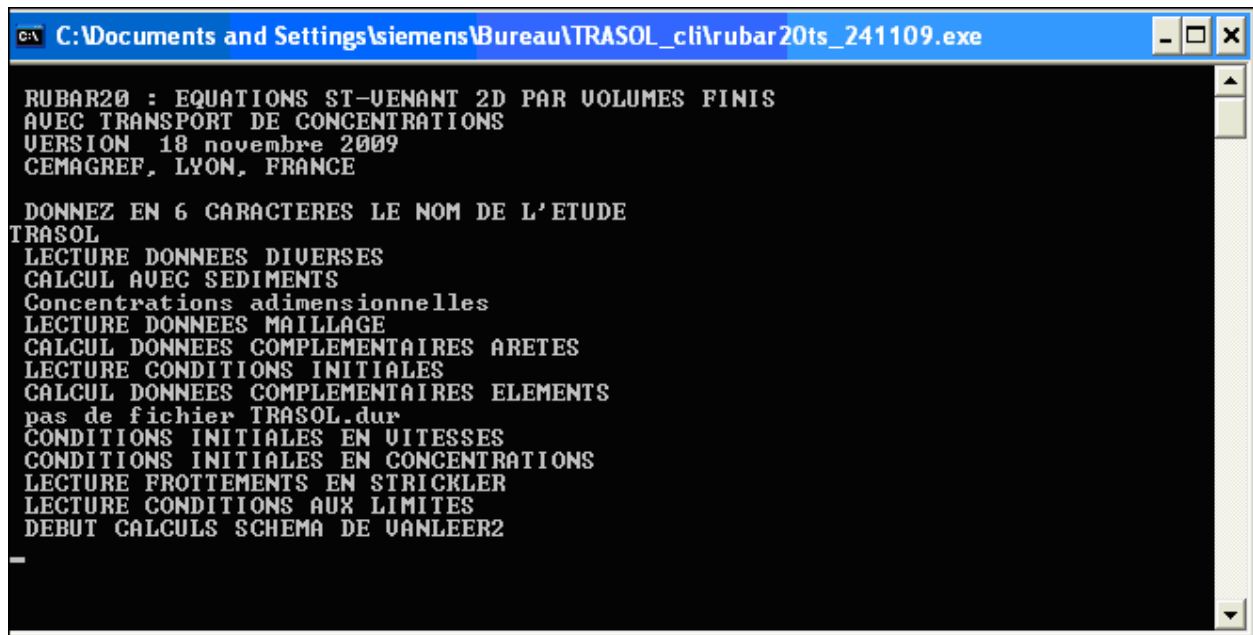 C:\Documents and Settings\siemens\Bureau\TRASOL_cli\rubar20ts_241109.exe
RUBAR20 : EQUATIONS ST-VENANT 2D PAR VOLUMES FINIS
AVEC TRANSPORT DE CONCENTRATIONS
VERSION  18 novembre 2009
CEMAGREF, LYON, FRANCE
DONNEZ EN 6 CARACTERES LE NOM DE L'ETUDE
TRASOL
LECTURE DONNEES DIVERSES
CALCUL AVEC SEDIMENTS
Concentrations adimensionnelles
LECTURE DONNEES MAILLAGE
CALCUL DONNEES COMPLEMENTAIRES ARETES
LECTURE CONDITIONS INITIALES
CALCUL DONNEES COMPLEMENTAIRES ELEMENTS
pas de fichier TRASOL.dur
CONDITIONS INITIALES EN VITESSES
CONDITIONS INITIALES EN CONCENTRATIONS
LECTURE FROTTEMENTS EN STRICKLER
LECTURE CONDITIONS AUX LIMITES
DEBUT CALCULS SCHEMA DE VANLEER2